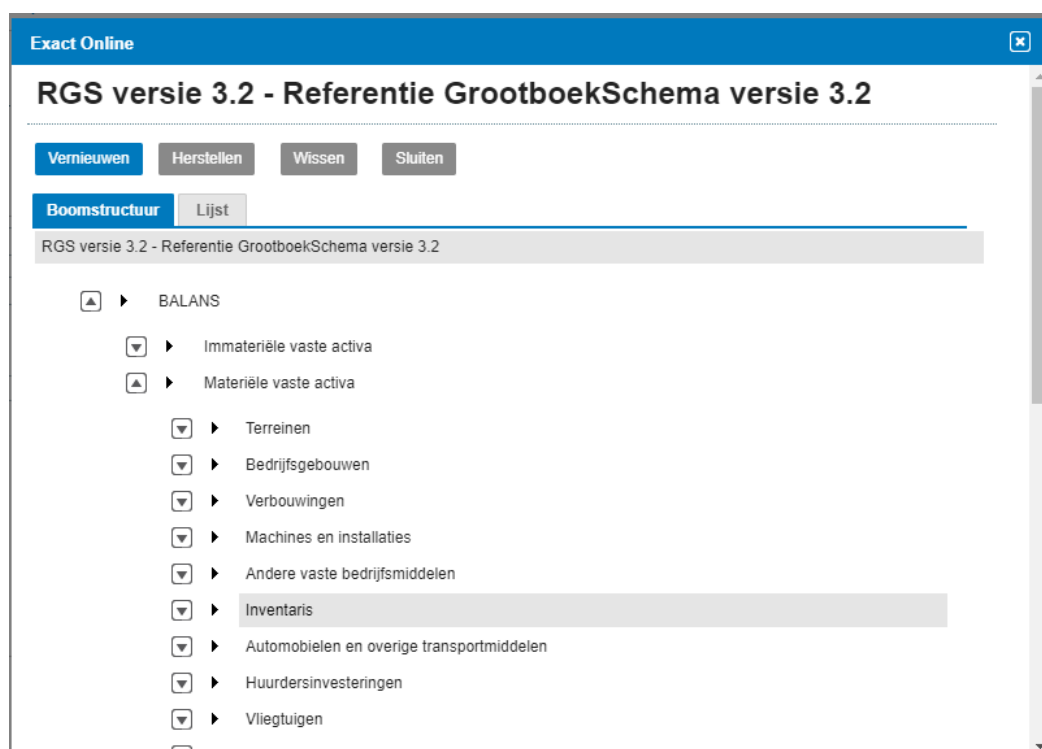 Exact Online
RGS versie 3.2 - Referentie GrootboekSchema versie 3.2
Vernieuwen Herstellen Wissen Sluiten
Boomstructuur Lijst
RGS versie 3.2 - Referentie GrootboekSchema versie 3.2
BALANS
Immateriële vaste activa
Materiële vaste activa
Terreinen
Bedrijfsgebouwen
Verbouwingen
Machines en installaties
Andere vaste bedrijfsmiddelen
Inventaris
Automobielen en overige transportmiddelen
Huurdersinvesteringen
Vliegtuigen